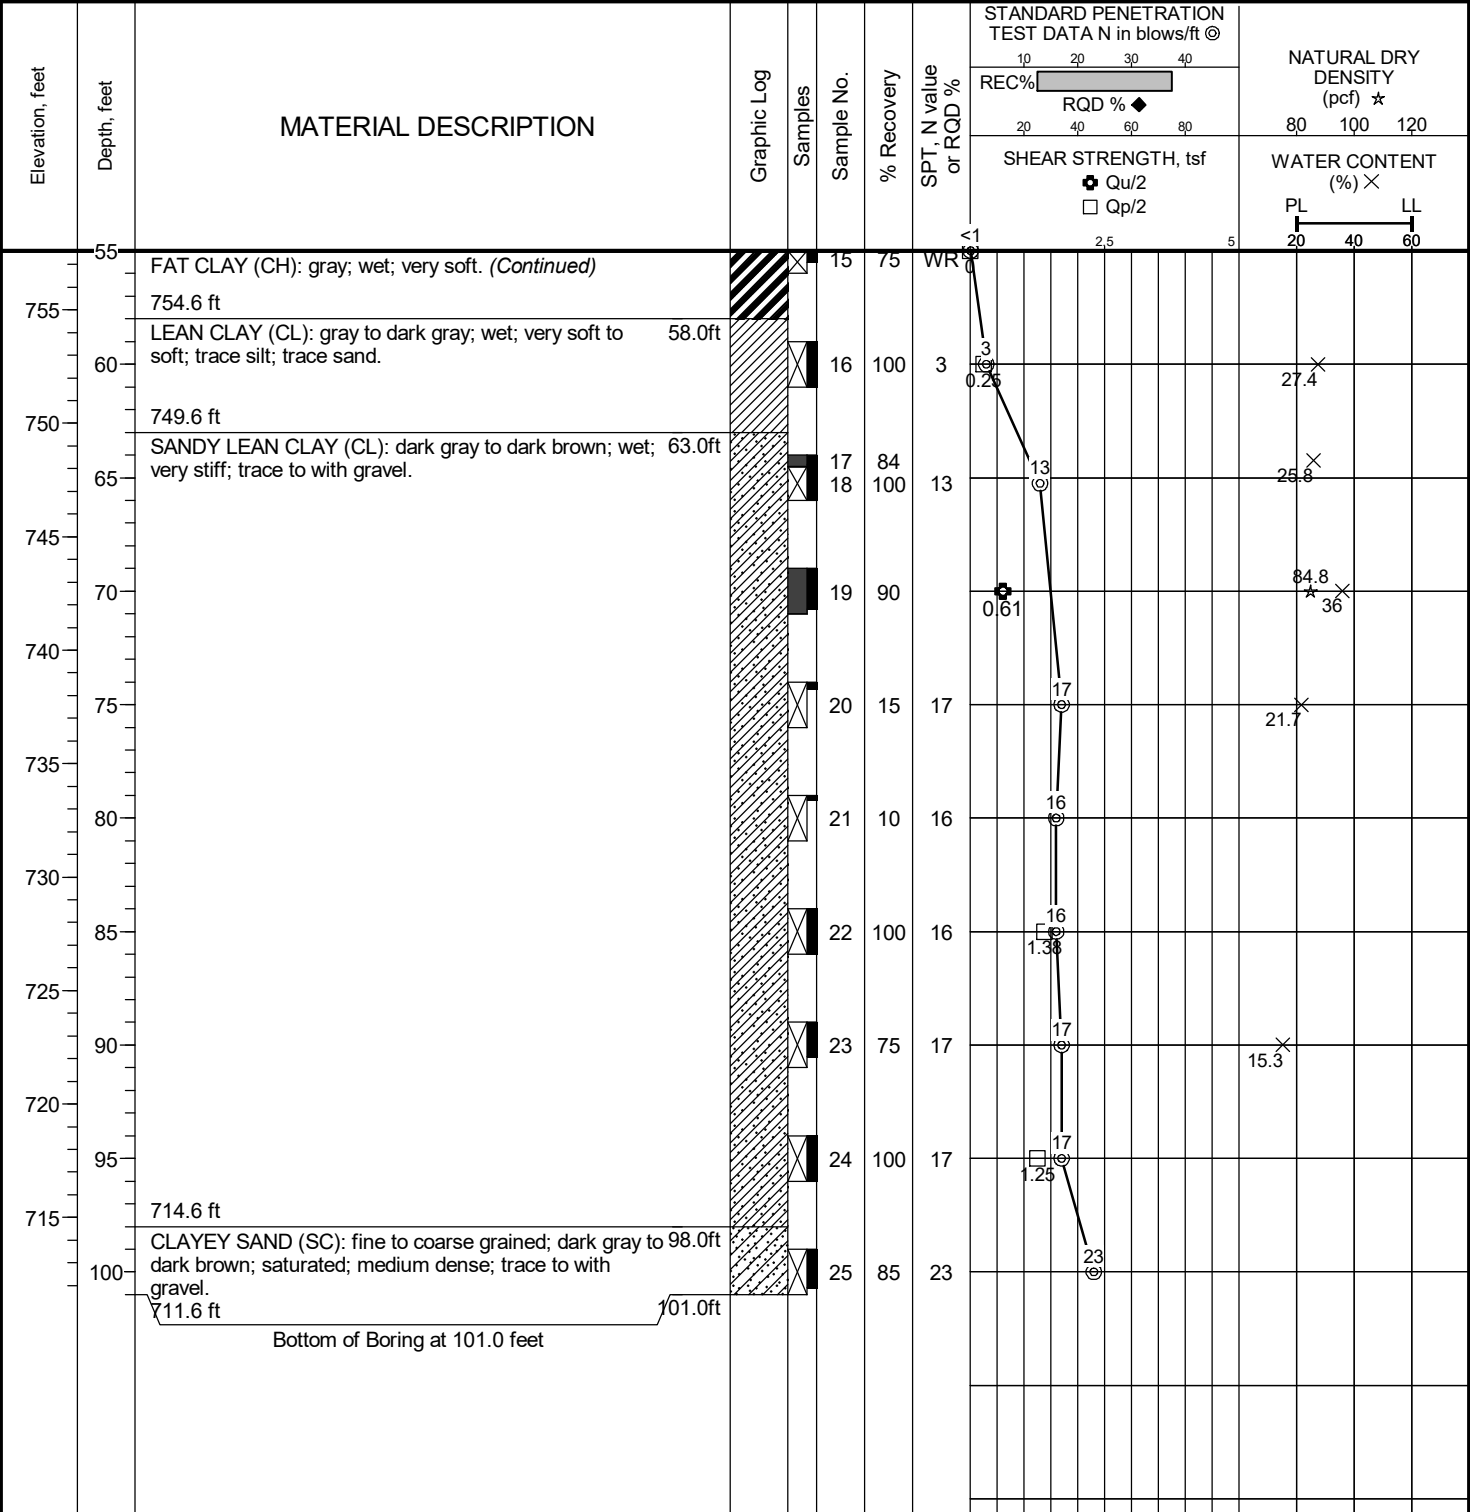 Elevation, feet
Depth, feet
MATERIAL DESCRIPTION
Graphic Log
Samples
Sample No.
% Recovery
SPT, N value
or RQD %
STANDARD PENETRATION
TEST DATA N in blows/ft
10 20 30 40
REC%
RQD %
20 40 60 80
SHEAR STRENGTH, tsf
Qu/2
Qp/2
2.5 5
NATURAL DRY
DENSITY
(pcf)
80 100 120
WATER CONTENT
(%)
PL LL
20 40 60
55
FAT CLAY (CH): gray; wet; very soft. (Continued)
15 75 WR
<1
0
755
754.6 ft
LEAN CLAY (CL): gray to dark gray; wet; very soft to 58.0ft
soft; trace silt; trace sand.
60
16 100 3
3
0.25
27.4
750
749.6 ft
SANDY LEAN CLAY (CL): dark gray to dark brown; wet; 63.0ft
very stiff; trace to with gravel.
17 84
25.8
65
18 100 13
13
745
70
19 90
0.61
84.8
36
740
75
20 15 17
17
21.7
735
80
21 10 16
16
730
85
22 100 16
16
1.38
725
90
23 75 17
17
15.3
720
95
24 100 17
17
1.25
715
714.6 ft
CLAYEY SAND (SC): fine to coarse grained; dark gray to 98.0ft
dark brown; saturated; medium dense; trace to with
gravel.
100
25 85 23
23
711.6 ft 101.0ft
Bottom of Boring at 101.0 feet